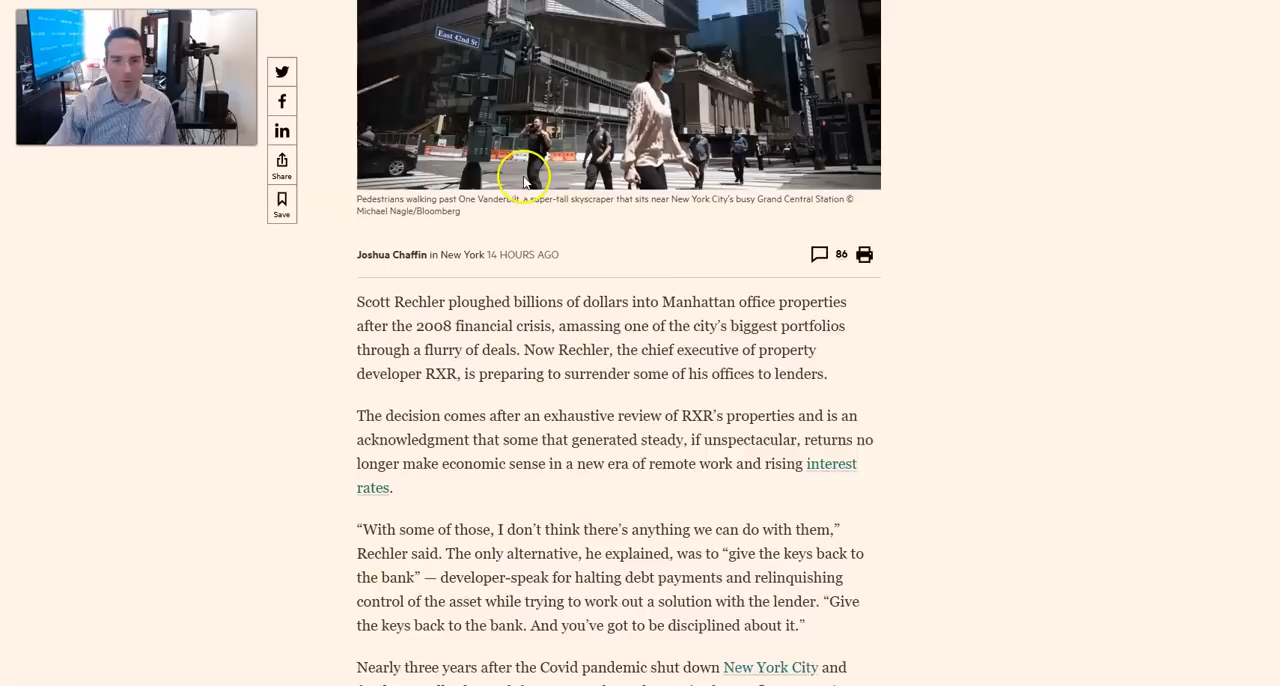 East 42nd St
Share
Save
Pedestrians walking past One Vanderbilt, a super-tall skyscraper that sits near New York City's busy Grand Central Station ©
Michael Nagle/Bloomberg
Joshua Chaffin in New York 14 HOURS AGO
86
Scott Rechler ploughed billions of dollars into Manhattan office properties
after the 2008 financial crisis, amassing one of the city's biggest portfolios
through a flurry of deals. Now Rechler, the chief executive of property
developer RXR, is preparing to surrender some of his offices to lenders.
The decision comes after an exhaustive review of RXR's properties and is an
acknowledgment that some that generated steady, if unspectacular, returns no
longer make economic sense in a new era of remote work and rising interest
rates.
“With some of those, I don't think there's anything we can do with them,”
Rechler said. The only alternative, he explained, was to “give the keys back to
the bank” — developer-speak for halting debt payments and relinquishing
control of the asset while trying to work out a solution with the lender. “Give
the keys back to the bank. And you've got to be disciplined about it.”
Nearly three years after the Covid pandemic shut down New York City and